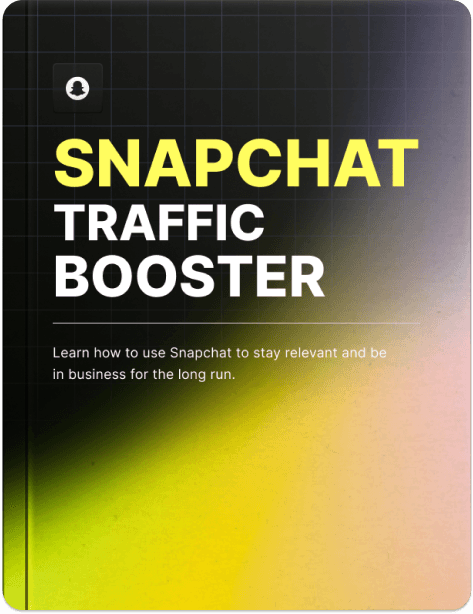 SNAPCHAT
TRAFFIC
BOOSTER
Learn how to use Snapchat to stay relevant and be
in business for the long run.